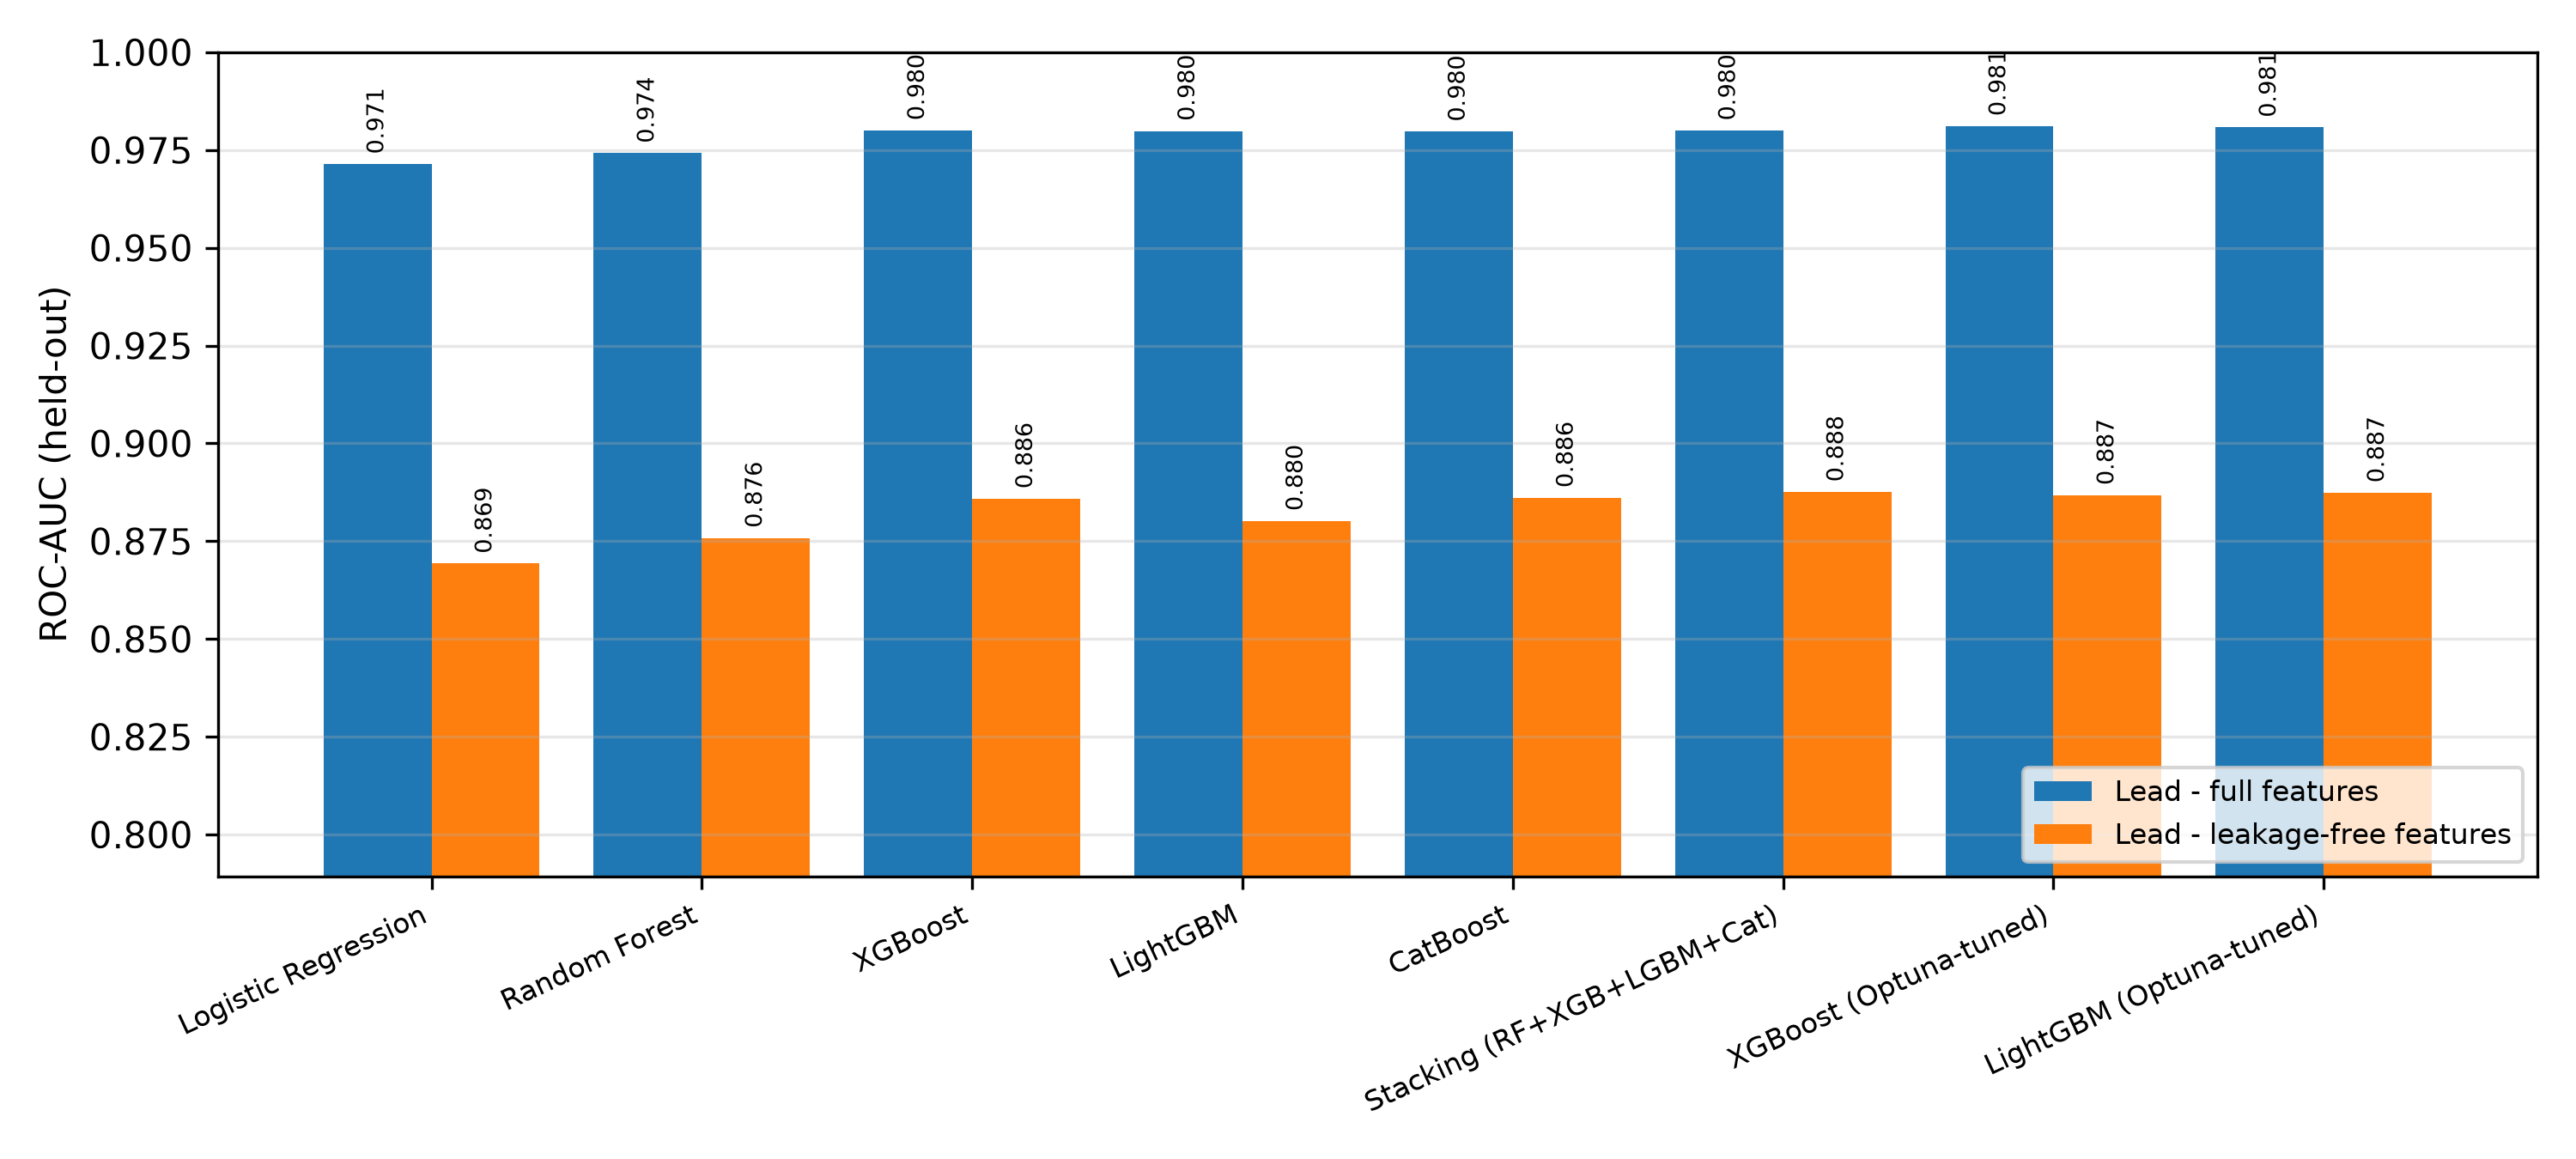 ROC-AUC (held-out)
1.000
0.975
0.950
0.925
0.900
0.875
0.850
0.825
0.800
0.971
0.869
0.974
0.876
0.980
0.886
0.980
0.880
0.980
0.886
0.980
0.888
0.981
0.887
0.981
0.887
Lead - full features
Lead - leakage-free features
Logistic Regression
Random Forest
XGBoost
LightGBM
CatBoost
Stacking (RF+XGB+LGBM+Cat)
XGBoost (Optuna-tuned)
LightGBM (Optuna-tuned)